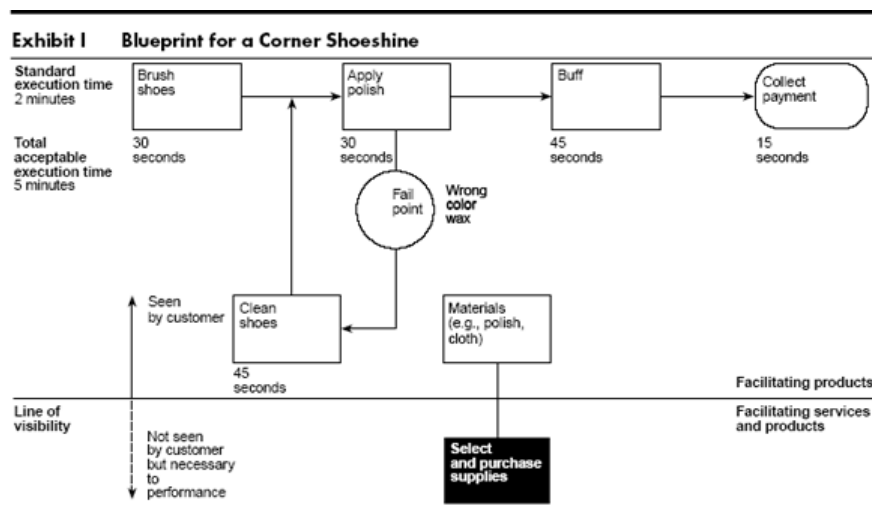 Exhibit I Blueprint for a Corner Shoeshine
Standard
execution time
2 minutes
Brush
shoes
Apply
polish
Buff
Collect
payment
Total
acceptable
execution time
5 minutes
30
seconds
30
seconds
45
seconds
15
seconds
Fail
point
Wrong
color
wax
Seen
by customer
Clean
shoes
Materials
(e.g., polish,
cloth)
45
seconds
Facilitating products
Line of
visibility
Facilitating services
and products
Not seen
by customer
but necessary
to
performance
Select
and purchase
supplies